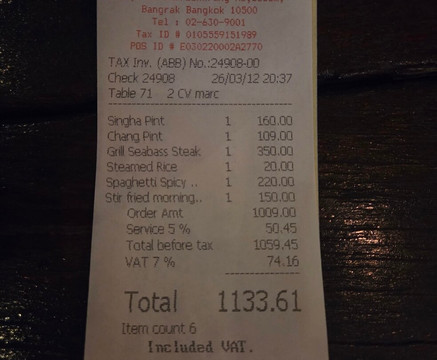 Bangrak Bangkok 10500
Tel : 02-630-9001
Tax ID # 0105559151989
POS ID # E030220002A2770
TAX Inv. (ABB) No.:24908-00
Check 24908 26/03/12 20:37
Table 71 2 CV marc
Singha Pint 1 160.00
Chang Pint 1 109.00
Grill Seabass Steak 1 350.00
Steamed Rice 1 20.00
Spaghetti Spicy .. 1 220.00
Stir fried morning.. 1 150.00
Order Amt 1009.00
Service 5 % 50.45
Total before tax 1059.45
VAT 7 % 74.16
Total 1133.61
Item count 6
Included VAT.